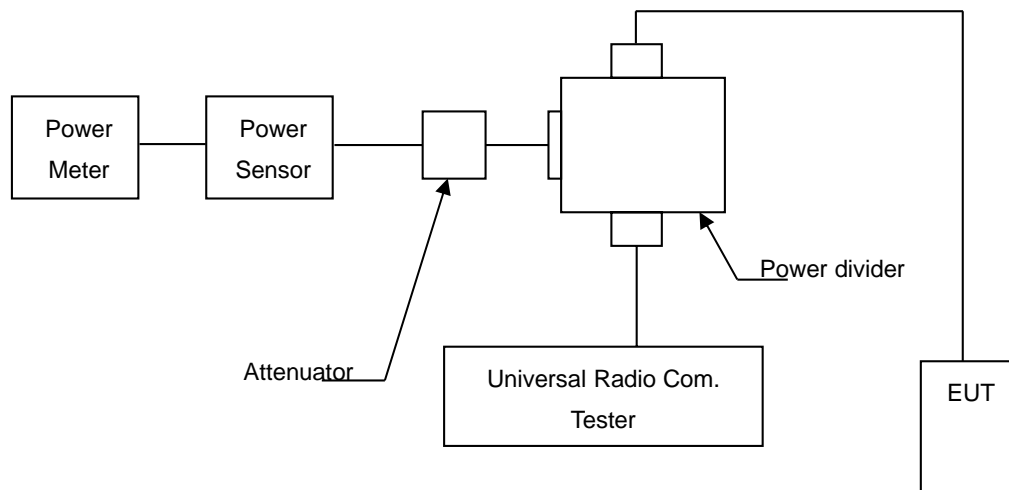 Power
Meter
Power
Sensor
Power divider
Attenuator
Universal Radio Com.
Tester
EUT